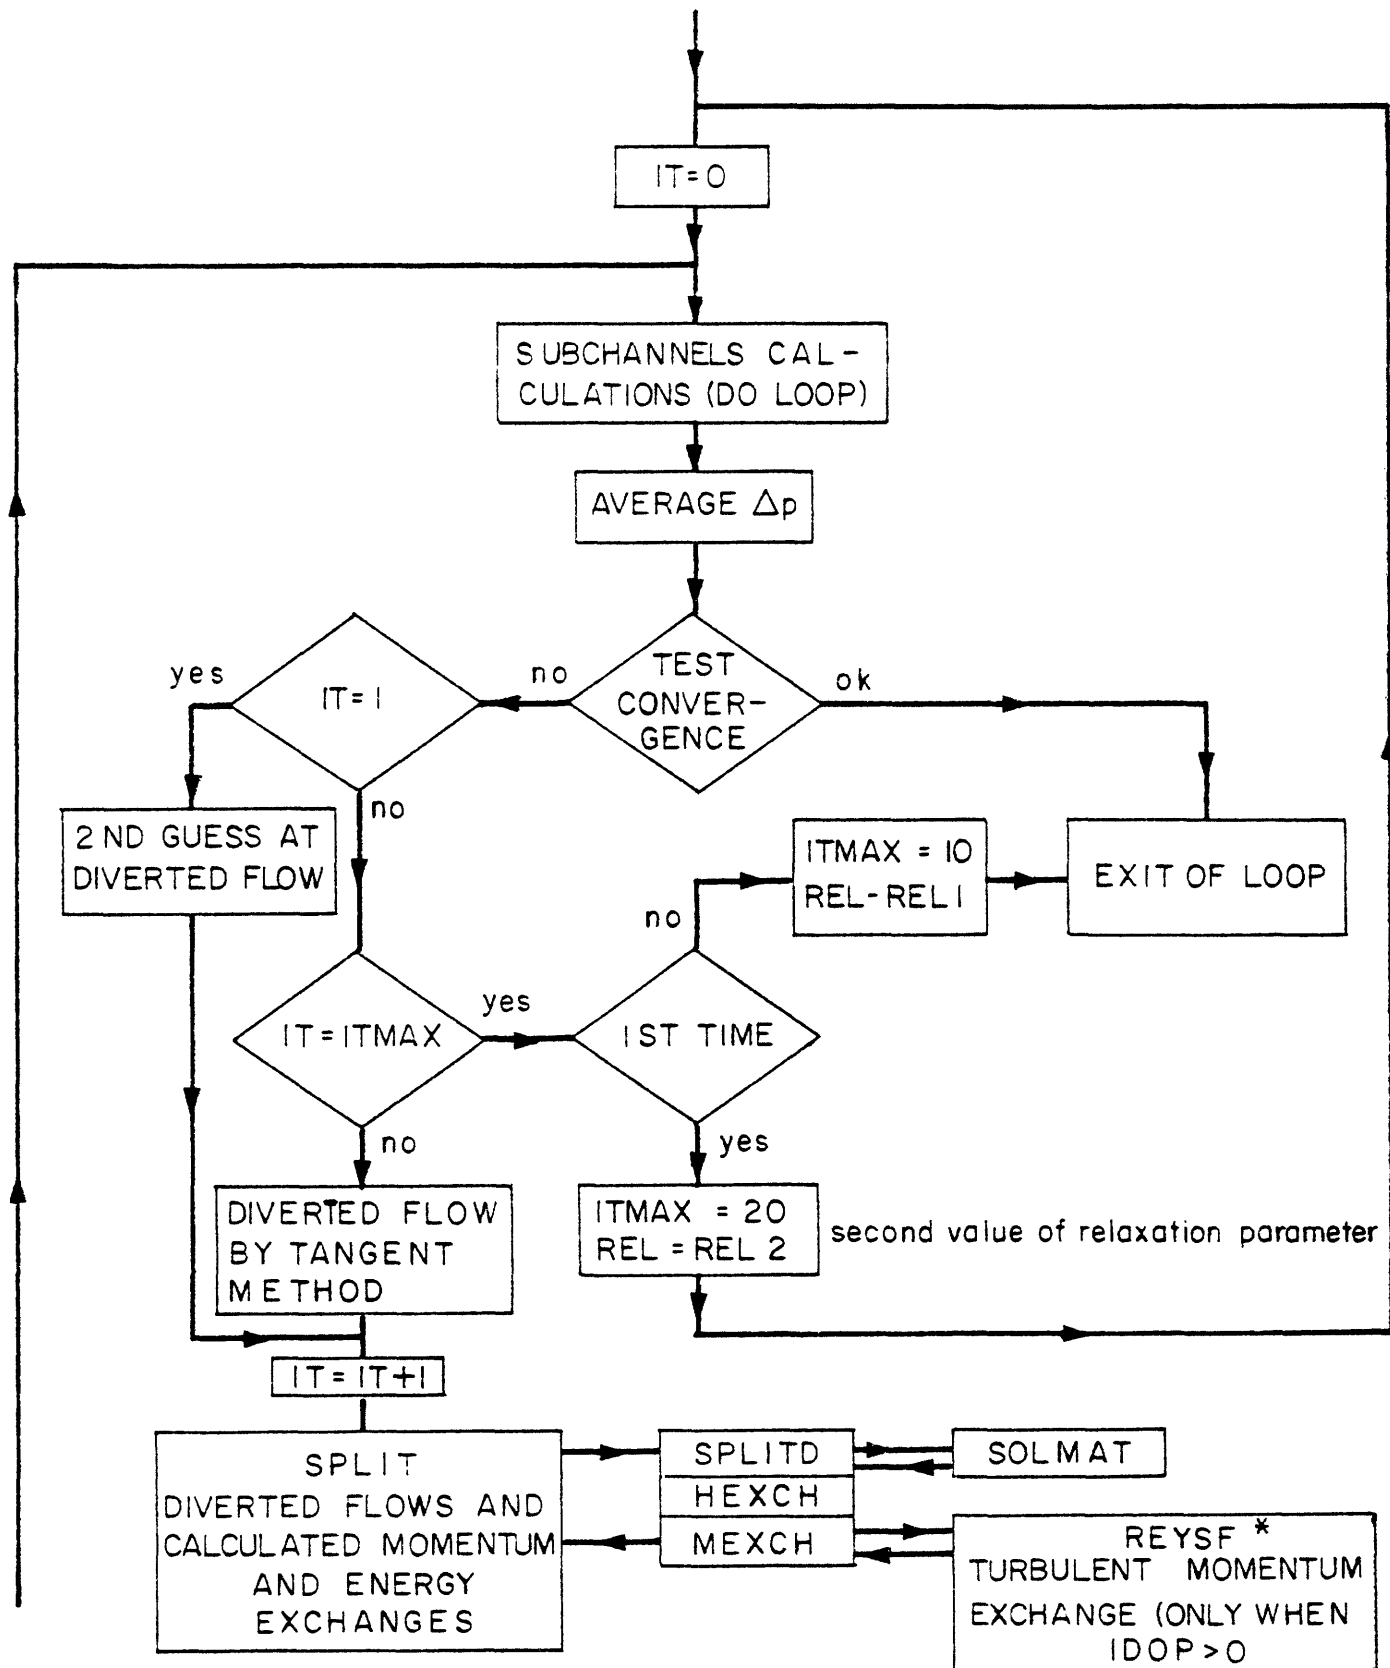 IT=0
SUBCHANNELS CAL-
CULATIONS (DO LOOP)
AVERAGE Δp
TEST
CONVER-
GENCE
no
ok
IT=1
yes
no
2ND GUESS AT
DIVERTED FLOW
ITMAX = 10
REL-REL1
EXIT OF LOOP
no
IT=ITMAX
yes
1ST TIME
no
yes
DIVERTED FLOW
BY TANGENT
METHOD
ITMAX = 20
REL = REL 2
second value of relaxation parameter
IT=IT+1
SPLIT
DIVERTED FLOWS AND
CALCULATED MOMENTUM
AND ENERGY
EXCHANGES
SPLITD
HEXCH
MEXCH
SOLMAT
REYSF *
TURBULENT MOMENTUM
EXCHANGE (ONLY WHEN
IDOP>0